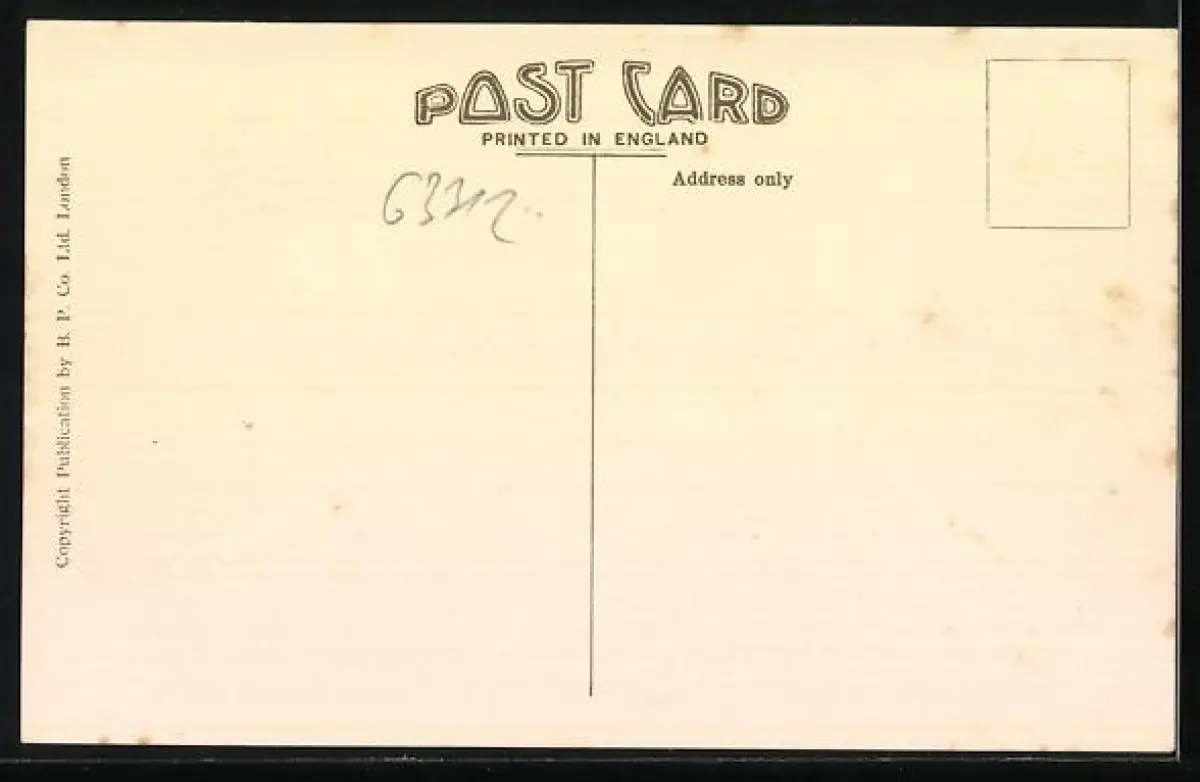 POST CARD
PRINTED IN ENGLAND
Address only
Copyright Publication by B. P. Co. Ltd. London